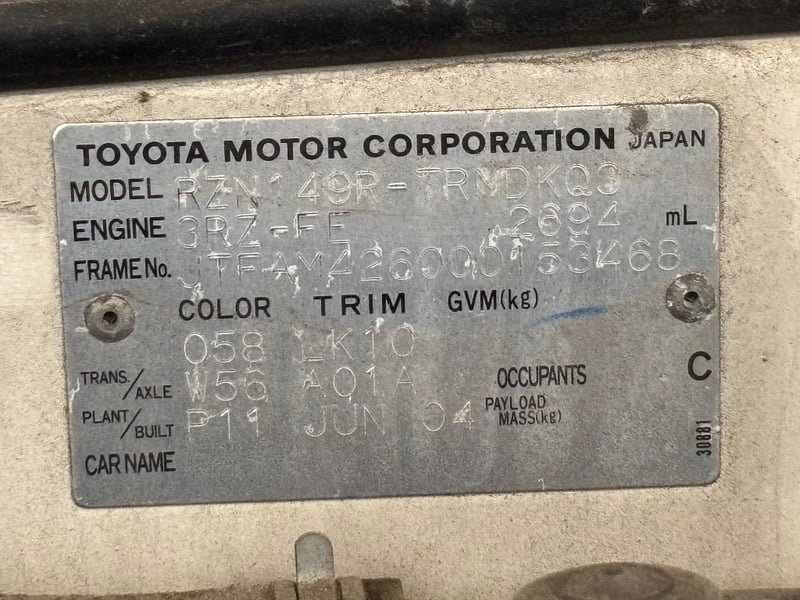 TOYOTA MOTOR CORPORATION JAPAN
MODEL RZN149R-TRMDKQ3
ENGINE 3RZ-FE 2694 mL
FRAME No. JTFAM426000153468
COLOR TRIM GVM(kg)
058 LK10
TRANS./AXLE W56 A01A OCCUPANTS C
PLANT/BUILT P11 JUN 04 PAYLOAD MASS(kg)
CAR NAME
30881